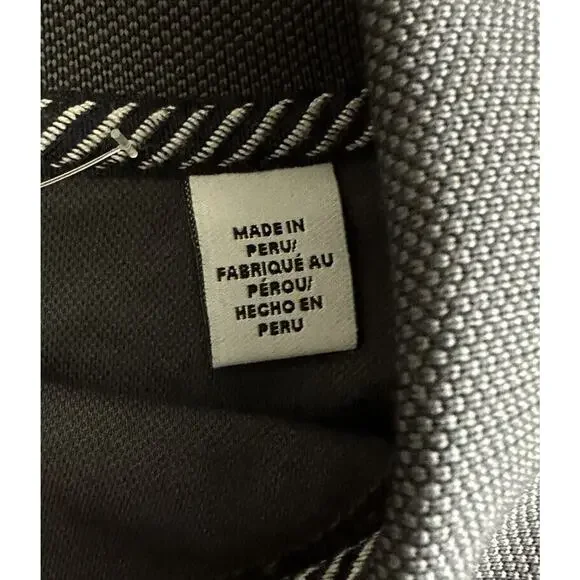 MADE IN
PERU/
FABRIQUÉ AU
PÉROU/
HECHO EN
PERU